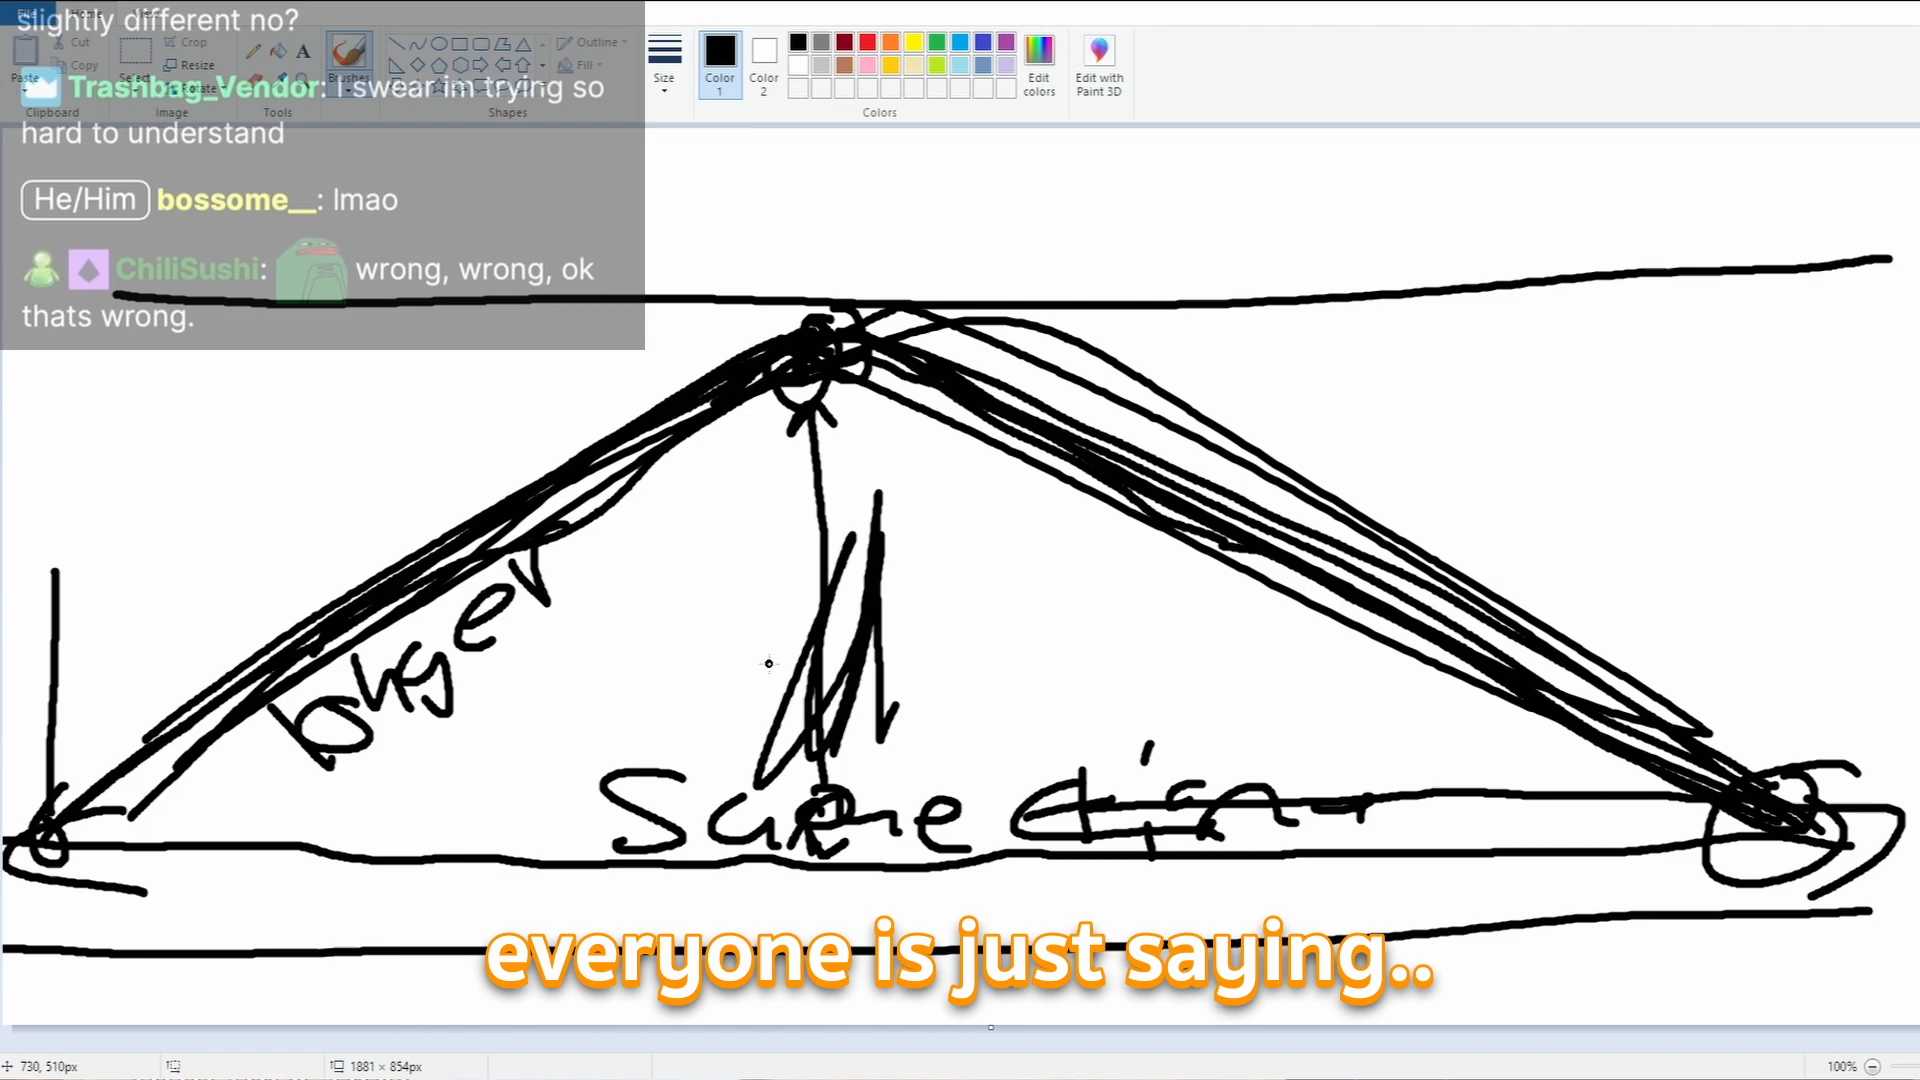 File
slightly different no?
Cut
Crop
Outline
Copy
Resize
Fill
Paste
Select
Rotate
Brushes
Size
Color 1
Color 2
Edit colors
Edit with Paint 3D
Clipboard
Image
Tools
Shapes
Colors
Trashbag_Vendor: I swear im trying so
hard to understand
He/Him bossome__: lmao
ChiliSushi: wrong, wrong, ok
thats wrong.
longer
Same
everyone is just saying..
730, 510px
1881 × 854px
100%